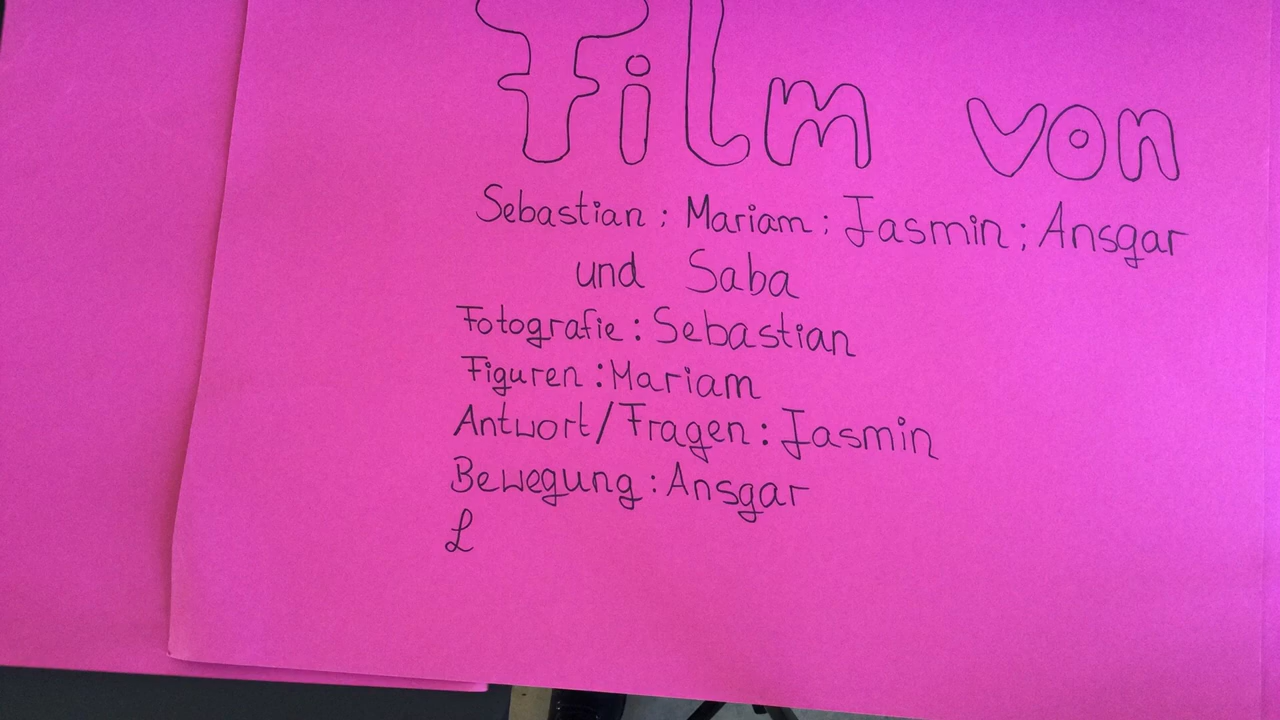 Film von
Sebastian ; Mariam ; Jasmin ; Ansgar
und Saba
Fotografie : Sebastian
Figuren : Mariam
Antwort/Fragen : Jasmin
Bewegung : Ansgar
L